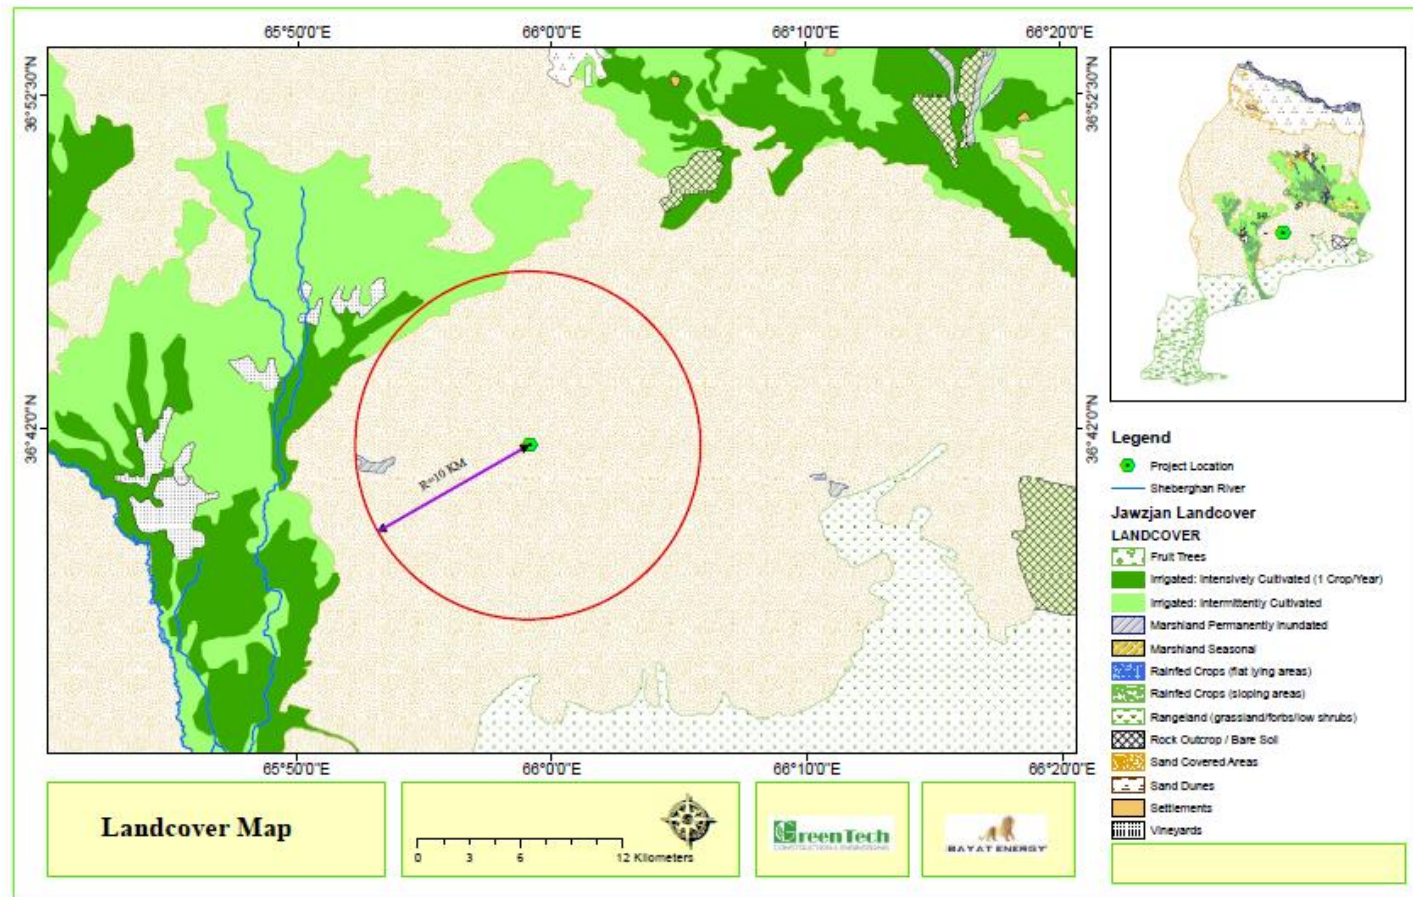 65°50'0"E 66°0'0"E 66°10'0"E 66°20'0"E
36°52'30"N
36°52'30"N
36°42'0"N
36°42'0"N
R=10 KM
65°50'0"E 66°0'0"E 66°10'0"E 66°20'0"E
Legend
Project Location
Sheberghan River
Jawzjan Landcover
LANDCOVER
Fruit Trees
Irrigated: Intensively Cultivated (1 Crop/Year)
Irrigated: Intermittently Cultivated
Marshland Permanently Inundated
Marshland Seasonal
Rainfed Crops (flat lying areas)
Rainfed Crops (sloping areas)
Rangeland (grassland/forbs/low shrubs)
Rock Outcrop / Bare Soil
Sand Covered Areas
Sand Dunes
Settlements
Vineyards
Landcover Map
0 3 6 12 Kilometers
GreenTech
CONSTRUCTION & ENGINEERING
BAYAT ENERGY